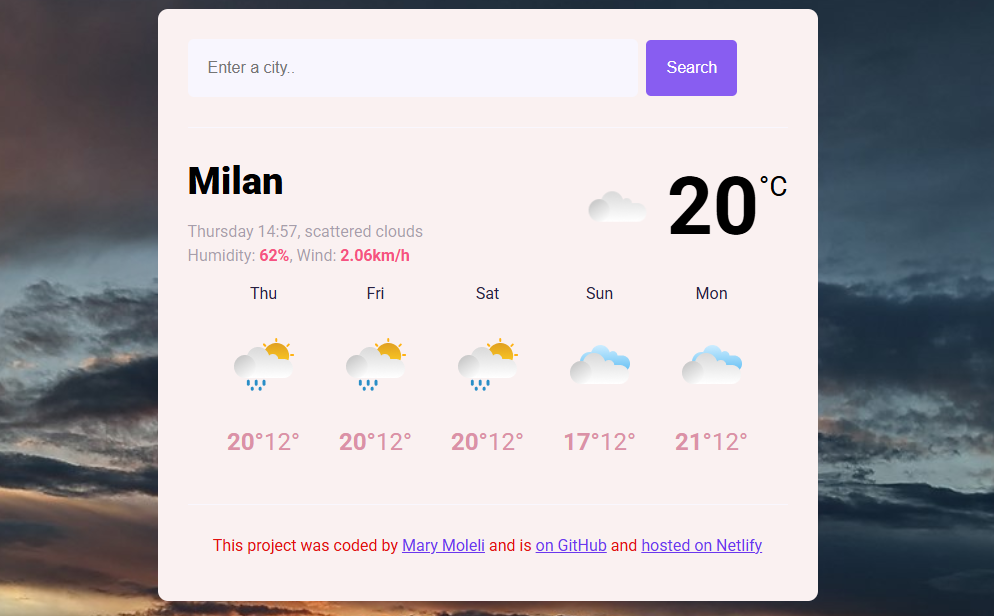 Enter a city..
Search
Milan
20°C
Thursday 14:57, scattered clouds
Humidity: 62%, Wind: 2.06km/h
Thu Fri Sat Sun Mon
20°12° 20°12° 20°12° 17°12° 21°12°
This project was coded by Mary Moleli and is on GitHub and hosted on Netlify